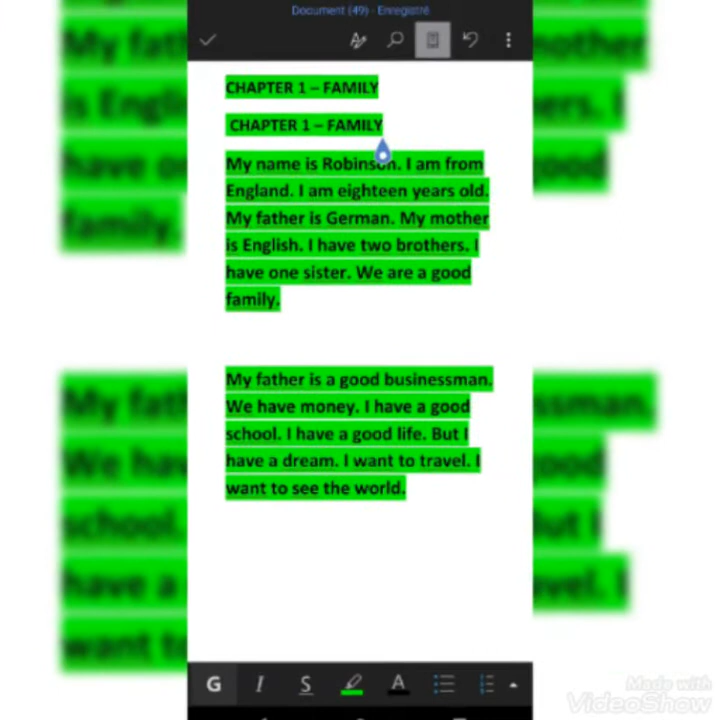 Document (49) - Enregistré
CHAPTER 1 – FAMILY
CHAPTER 1 – FAMILY
My name is Robinson. I am from
England. I am eighteen years old.
My father is German. My mother
is English. I have two brothers. I
have one sister. We are a good
family.
My father is a good businessman.
We have money. I have a good
school. I have a good life. But I
have a dream. I want to travel. I
want to see the world.
G I S A
Made with
VideoShow